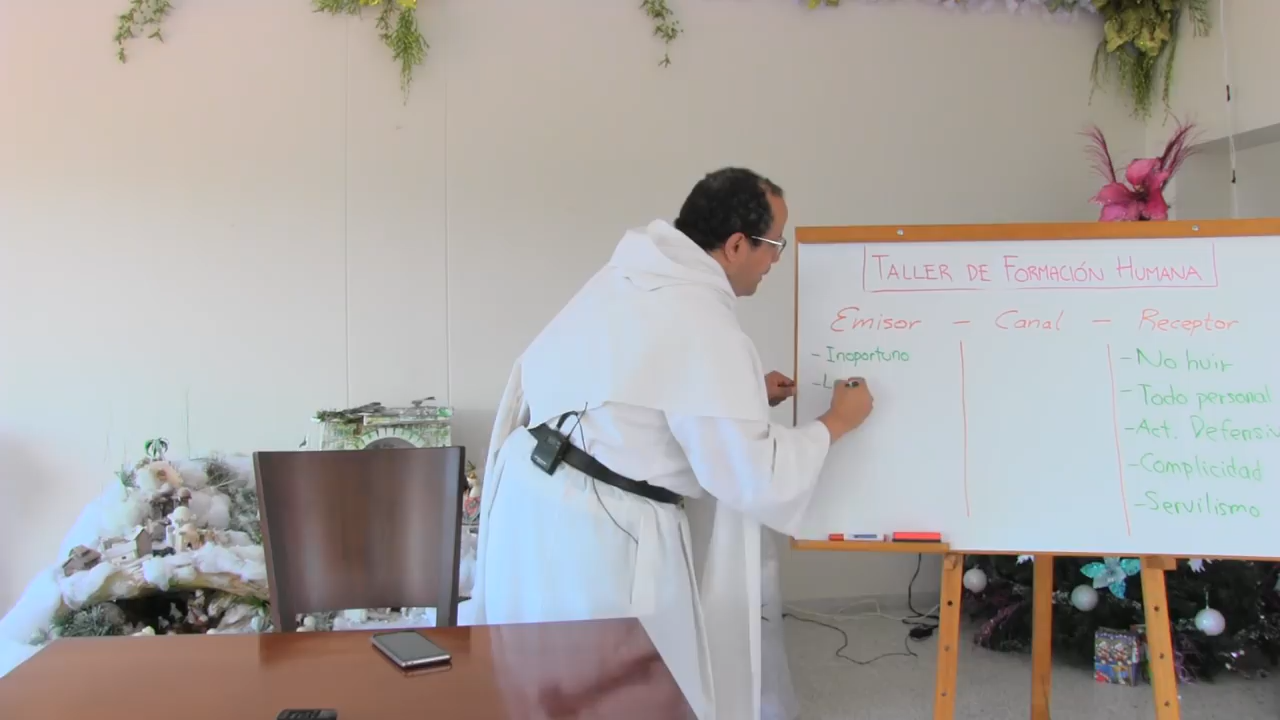 TALLER DE FORMACIÓN HUMANA
Emisor - Canal - Receptor
- Inoportuno
- L
- No huir
- Todo personal
- Act. Defensiv
- Complicidad
- Servilismo